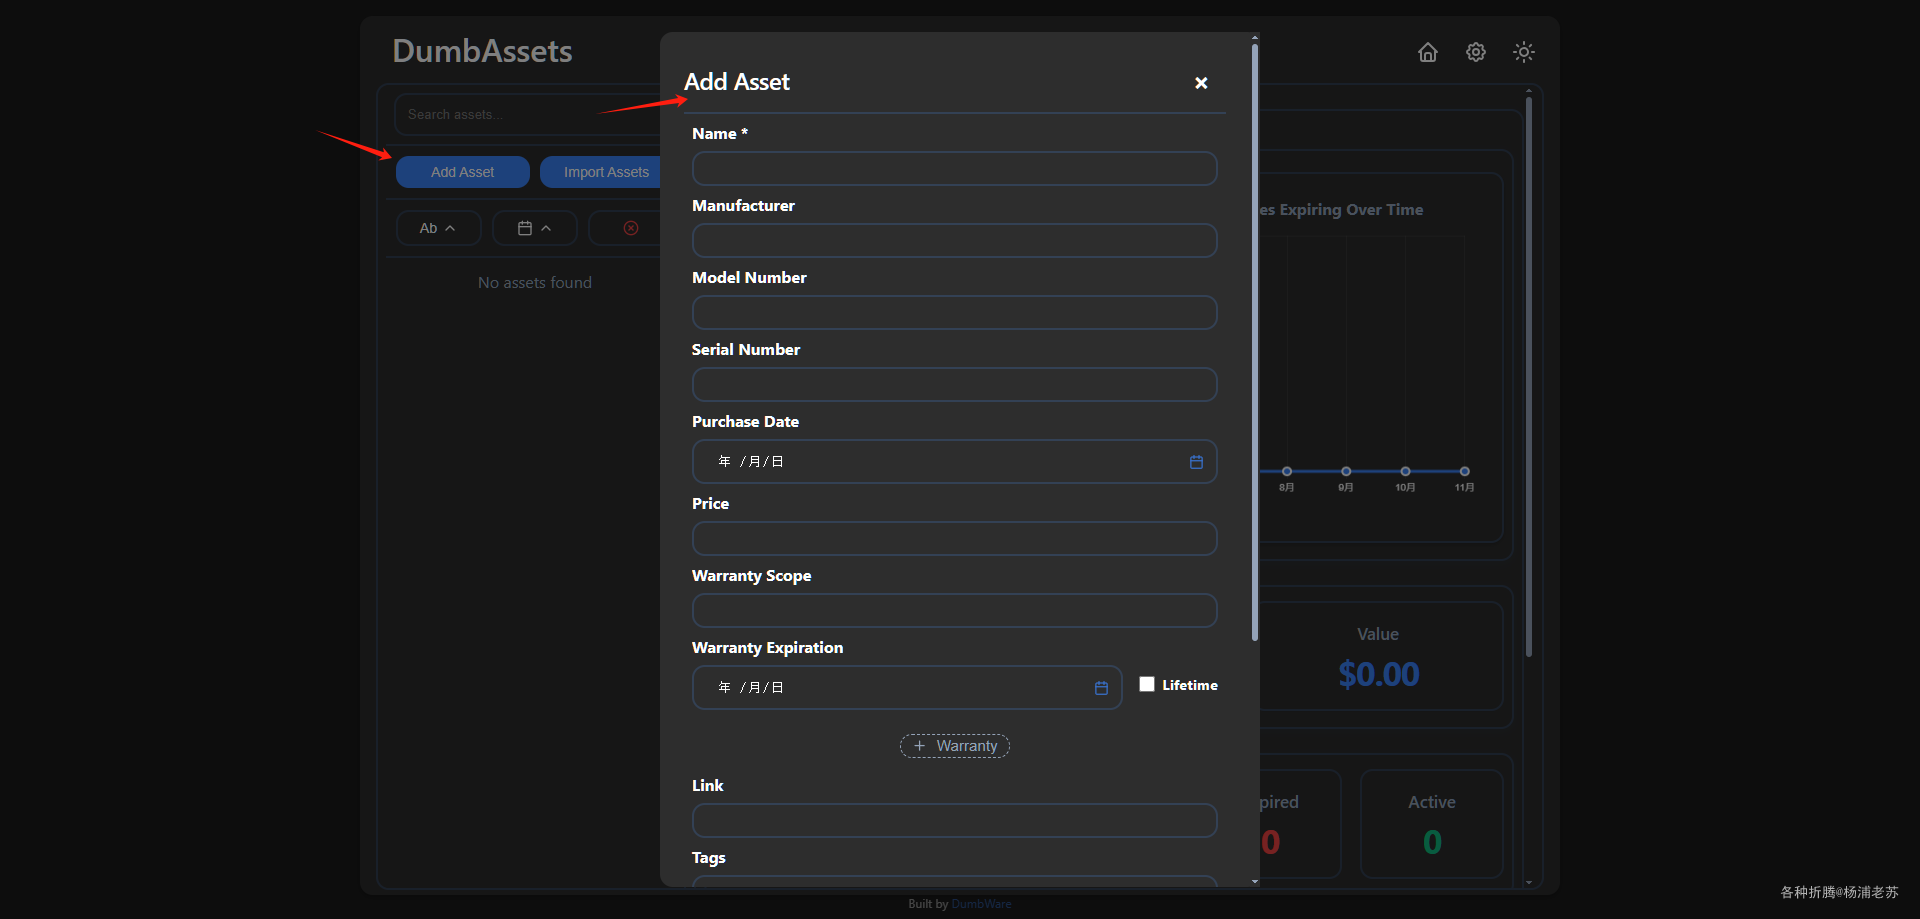 DumbAssets
Search assets...
Add Asset
Import Assets
Ab
No assets found
Add Asset
Name *
Manufacturer
Model Number
Serial Number
Purchase Date
年 /月/日
Price
Warranty Scope
Warranty Expiration
年 /月/日
Lifetime
+ Warranty
Link
Tags
es Expiring Over Time
8月
9月
10月
11月
Value
$0.00
pired
0
Active
0
Built by DumbWare
各种折腾@杨浦老苏